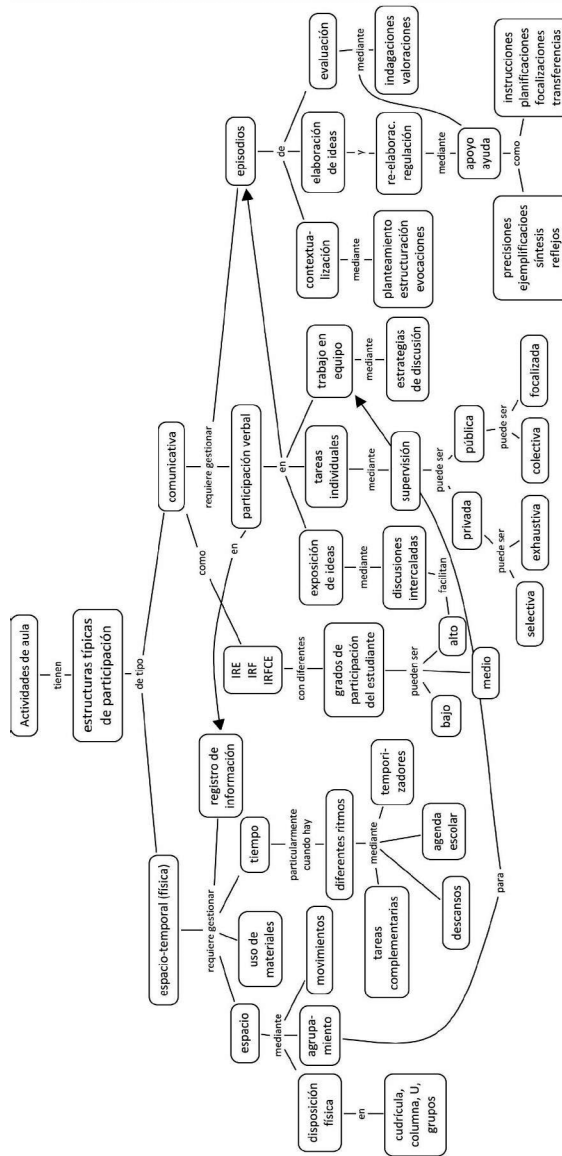 Actividades de aula
tienen
estructuras típicas
de participación
de tipo
espacio-temporal (física)
comunicativa
requiere gestionar
como
requiere gestionar
espacio
uso de
materiales
tiempo
registro de
información
en
participación verbal
episodios
mediante
particularmente
cuando hay
IRE
IRF
IRFCE
en
de
disposición
física
agrupa-
miento
movimientos
diferentes ritmos
con diferentes
exposición
de ideas
tareas
individuales
trabajo en
equipo
contextua-
lización
elaboración
de ideas
evaluación
en
mediante
grados de
participación
del estudiante
mediante
mediante
mediante
mediante
y
mediante
cudrícula,
columna, U,
grupos
tareas
complementarias
descansos
agenda
escolar
tempori-
zadores
pueden ser
discusiones
intercaladas
supervisión
estrategias
de discusión
planteamiento
estructuración
evocaciones
re-elaborac.
regulación
indagaciones
valoraciones
bajo
medio
alto
facilitan
puede ser
mediante
para
privada
pública
apoyo
ayuda
puede ser
puede ser
como
selectiva
exhaustiva
colectiva
focalizada
precisiones
ejemplificacioes
síntesis
reflejos
instrucciones
planificaciones
focalizaciones
transferencias